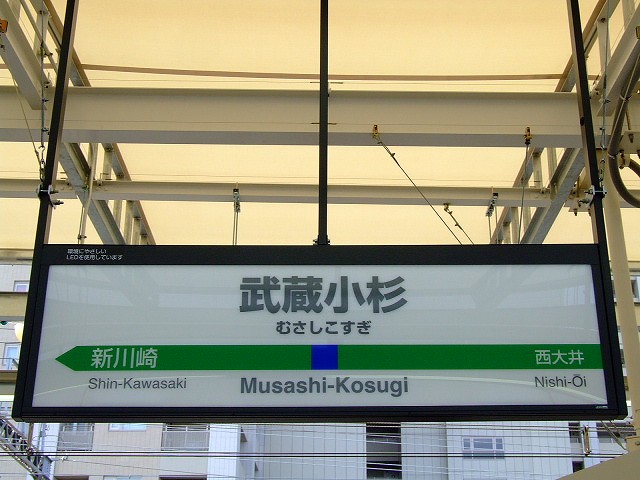 環境にやさしい
LEDを使用しています
武蔵小杉
むさしこすぎ
新川崎
西大井
Shin-Kawasaki
Musashi-Kosugi
Nishi-Ōi